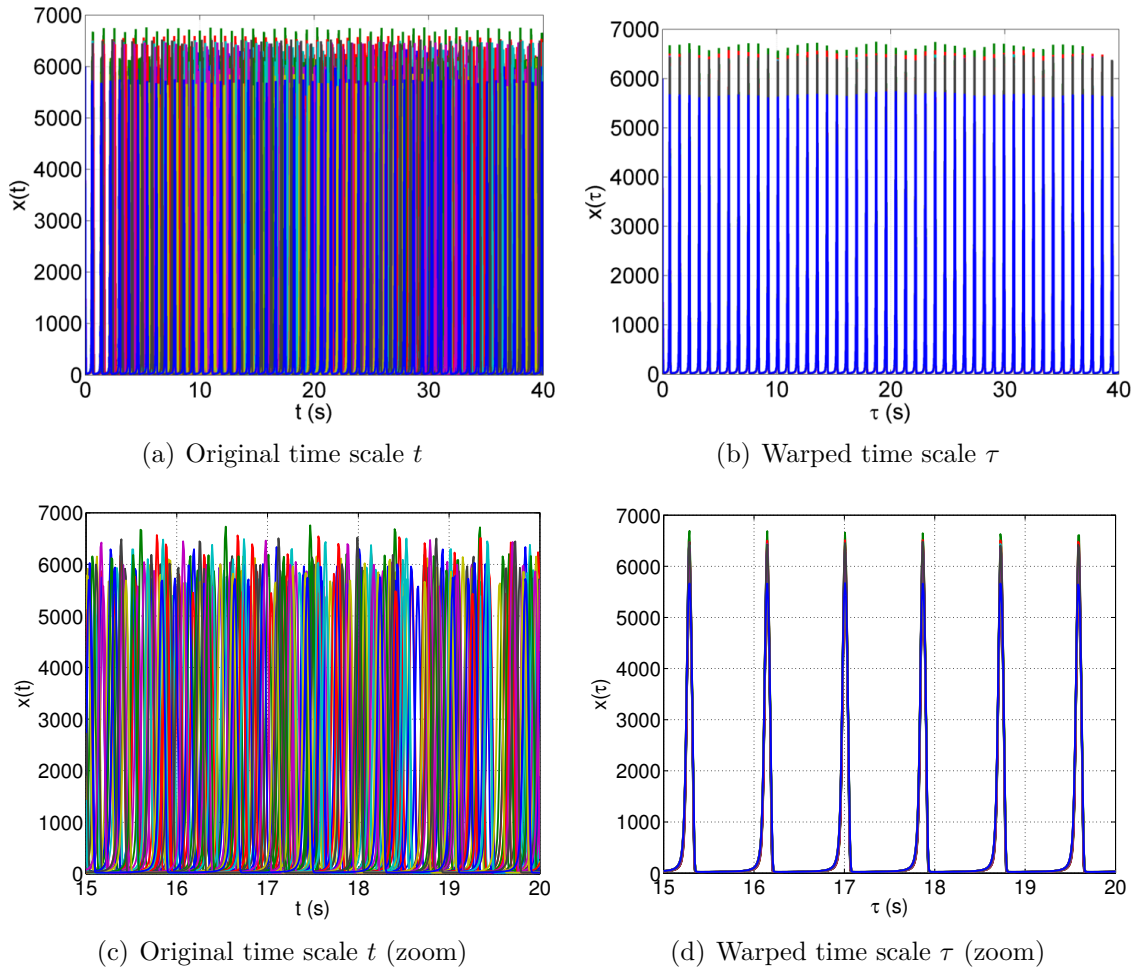 7000
6000
5000
4000
3000
2000
1000
0
x(t)
0 10 20 30 40
t (s)
(a) Original time scale t
7000
6000
5000
4000
3000
2000
1000
0
x(τ)
0 10 20 30 40
τ (s)
(b) Warped time scale τ
7000
6000
5000
4000
3000
2000
1000
0
x(t)
15 16 17 18 19 20
t (s)
(c) Original time scale t (zoom)
7000
6000
5000
4000
3000
2000
1000
0
x(τ)
15 16 17 18 19 20
τ (s)
(d) Warped time scale τ (zoom)